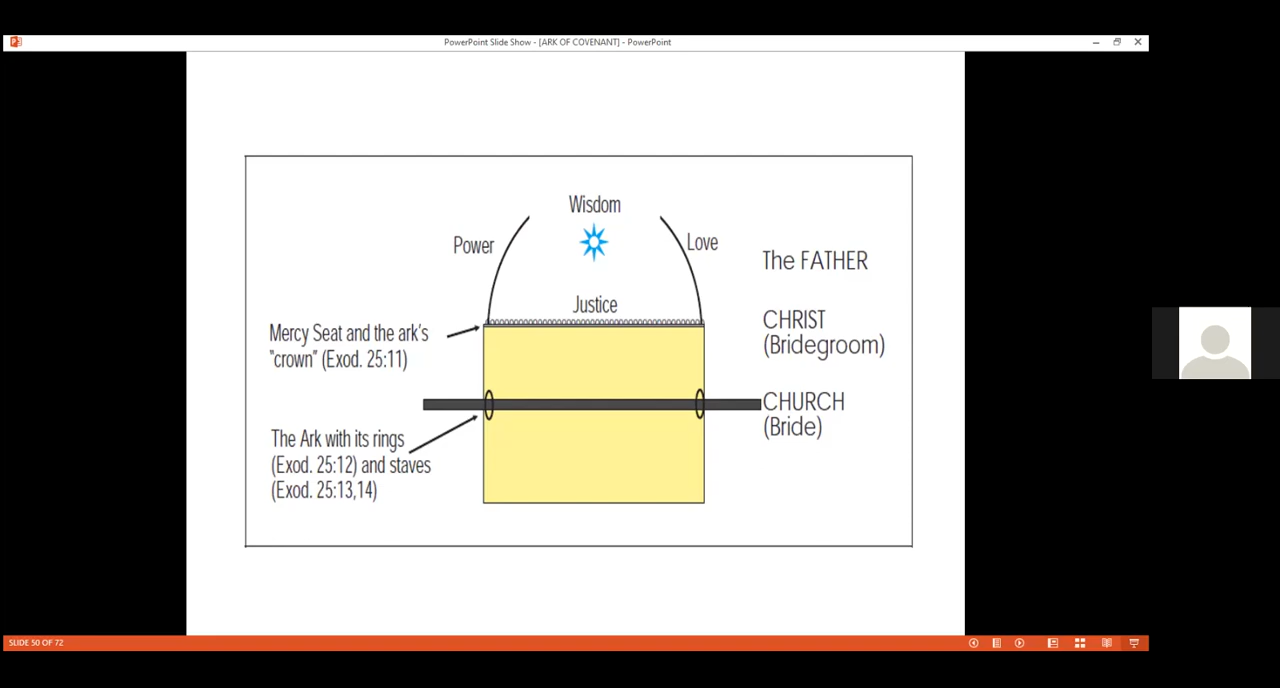 PowerPoint Slide Show - [ARK OF COVENANT] - PowerPoint
Wisdom
Power
Love
The FATHER
Justice
CHRIST
(Bridegroom)
Mercy Seat and the ark's
"crown" (Exod. 25:11)
CHURCH
(Bride)
The Ark with its rings
(Exod. 25:12) and staves
(Exod. 25:13,14)
SLIDE 50 OF 72